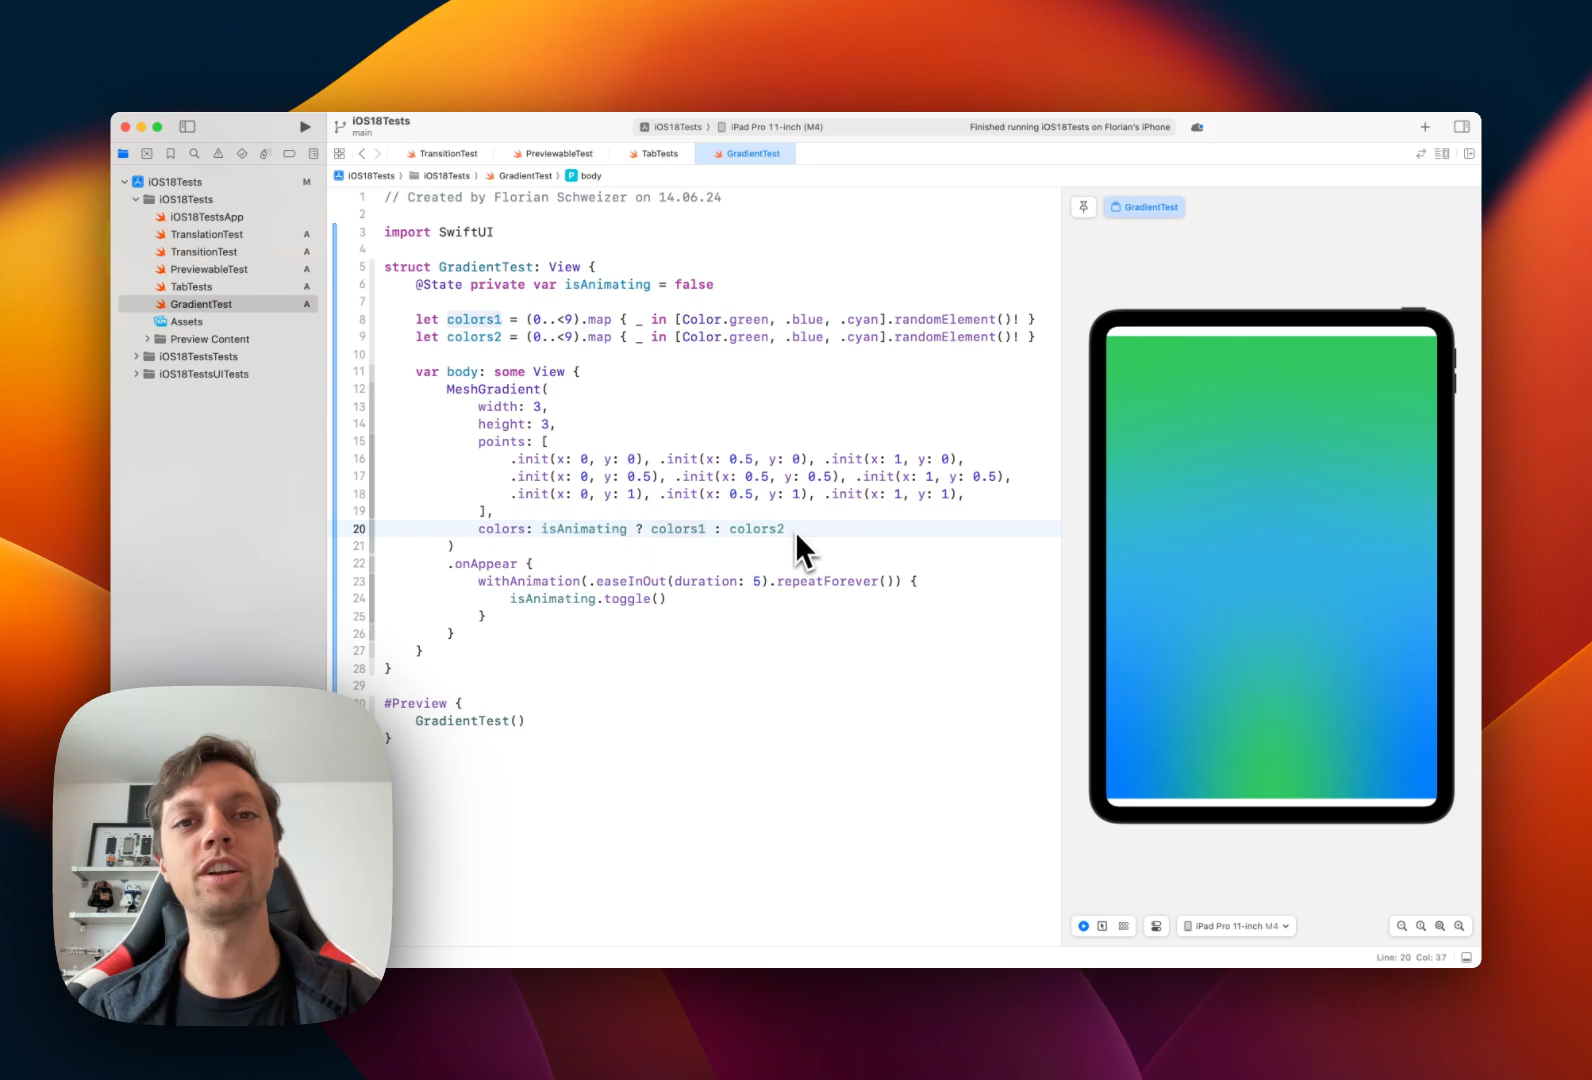 iOS18Tests
main
iOS18Tests
iPad Pro 11-inch (M4)
Finished running iOS18Tests on Florian's iPhone
TransitionTest
PreviewableTest
TabTests
GradientTest
iOS18Tests
iOS18Tests
GradientTest
P body
iOS18Tests M
iOS18Tests
iOS18TestsApp
TranslationTest A
TransitionTest A
PreviewableTest A
TabTests A
GradientTest A
Assets
Preview Content
iOS18TestsTests
iOS18TestsUITests
1 // Created by Florian Schweizer on 14.06.24
2
3 import SwiftUI
4
5 struct GradientTest: View {
6 @State private var isAnimating = false
7
8 let colors1 = (0..<9).map { _ in [Color.green, .blue, .cyan].randomElement()! }
9 let colors2 = (0..<9).map { _ in [Color.green, .blue, .cyan].randomElement()! }
10
11 var body: some View {
12 MeshGradient(
13 width: 3,
14 height: 3,
15 points: [
16 .init(x: 0, y: 0), .init(x: 0.5, y: 0), .init(x: 1, y: 0),
17 .init(x: 0, y: 0.5), .init(x: 0.5, y: 0.5), .init(x: 1, y: 0.5),
18 .init(x: 0, y: 1), .init(x: 0.5, y: 1), .init(x: 1, y: 1),
19 ],
20 colors: isAnimating ? colors1 : colors2
21 )
22 .onAppear {
23 withAnimation(.easeInOut(duration: 5).repeatForever()) {
24 isAnimating.toggle()
25 }
26 }
27 }
28 }
29
#Preview {
GradientTest()
}
GradientTest
iPad Pro 11-inch M4
Line: 20 Col: 37